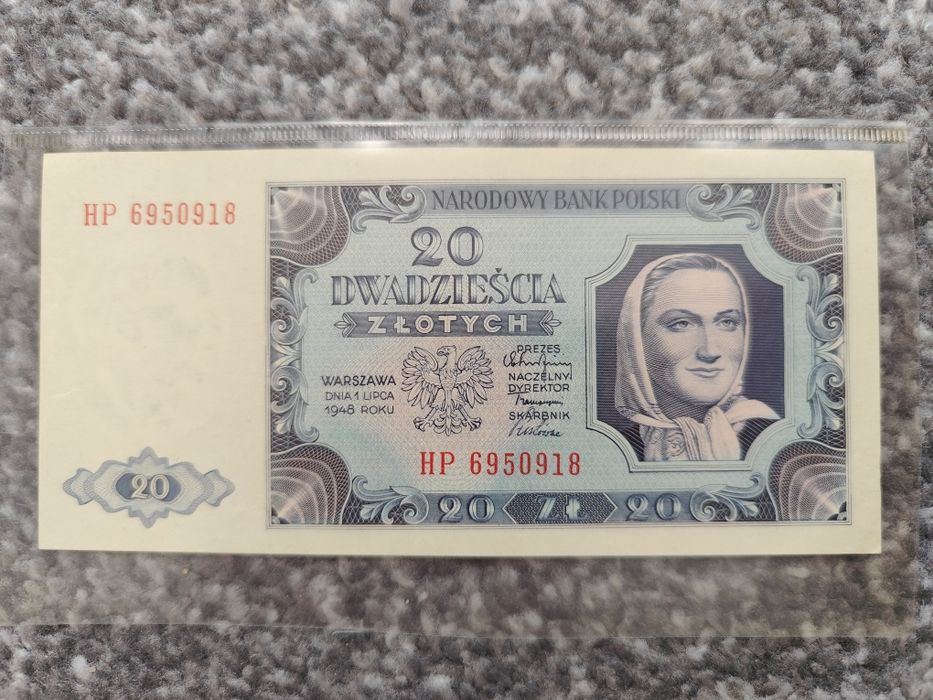 NARODOWY BANK POLSKI
HP 6950918
20
DWADZIEŚCIA
ZŁOTYCH
PREZES
WARSZAWA
DNIA 1 LIPCA
1948 ROKU
NACZELNY
DYREKTOR
SKARBNIK
HP 6950918
20
20 ZŁ 20